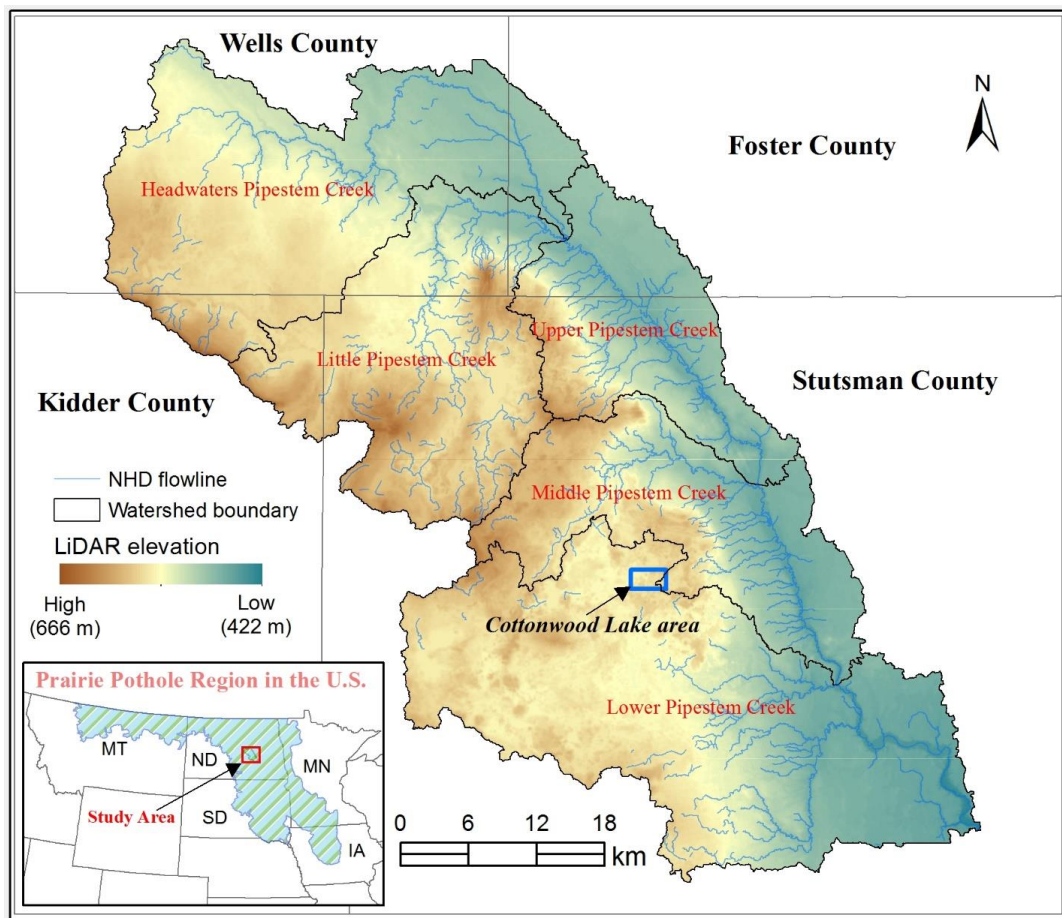 Wells County
N
Foster County
Headwaters Pipestem Creek
Upper Pipestem Creek
Little Pipestem Creek
Stutsman County
Kidder County
NHD flowline
Watershed boundary
Middle Pipestem Creek
LiDAR elevation
High
(666 m)
Low
(422 m)
Cottonwood Lake area
Lower Pipestem Creek
Prairie Pothole Region in the U.S.
MT
ND
MN
Study Area
SD
IA
0 6 12 18
km